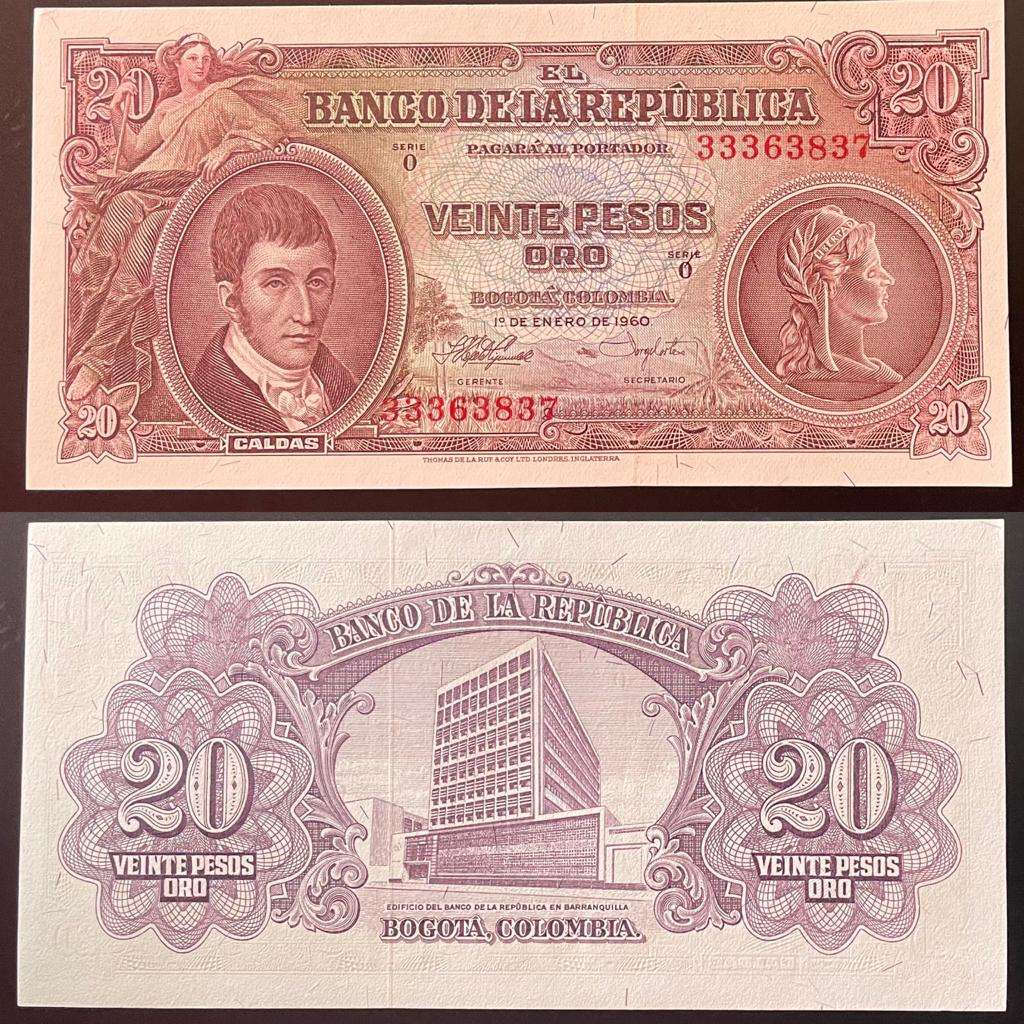 20
20
EL
BANCO DE LA REPÚBLICA
SERIE
O
PAGARÁ AL PORTADOR
33363837
VEINTE PESOS
ORO
SERIE
O
BOGOTÁ, COLOMBIA.
1º DE ENERO DE 1960
GERENTE
SECRETARIO
33363837
20
CALDAS
20
THOMAS DE LA RUE & COY LTD. LONDRES, INGLATERRA
BANCO DE LA REPÚBLICA
20
VEINTE PESOS
ORO
20
VEINTE PESOS
ORO
EDIFICIO DEL BANCO DE LA REPÚBLICA EN BARRANQUILLA
BOGOTÁ, COLOMBIA.